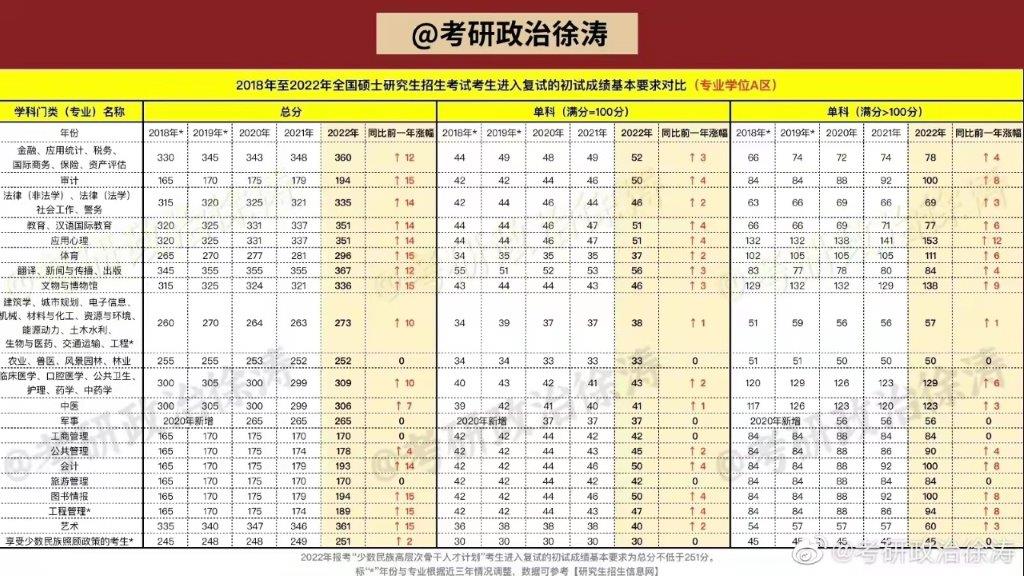 @考研政治徐涛
2018年至2022年全国硕士研究生招生考试考生进入复试的初试成绩基本要求对比（专业学位A区）
学科门类（专业）名称 总分 单科（满分=100分） 单科（满分>100分）
年份 2018年* 2019年* 2020年 2021年 2022年 同比前一年涨幅 2018年* 2019年* 2020年 2021年 2022年 同比前一年涨幅 2018年* 2019年* 2020年 2021年 2022年 同比前一年涨幅
金融、应用统计、税务、
国际商务、保险、资产评估 330 345 343 348 360 ↑ 12 44 49 48 49 52 ↑ 3 66 74 72 74 78 ↑ 4
审计 165 170 175 179 194 ↑ 15 42 42 44 46 50 ↑ 4 84 84 88 92 100 ↑ 8
法律（非法学）、法律（法学）
社会工作、警务 315 320 325 321 335 ↑ 14 42 44 46 44 46 ↑ 2 63 66 69 66 69 ↑ 3
教育、汉语国际教育 320 325 331 337 351 ↑ 14 44 44 46 47 51 ↑ 4 66 66 69 71 77 ↑ 6
应用心理 320 325 331 337 351 ↑ 14 44 44 46 47 51 ↑ 4 132 132 138 141 153 ↑ 12
体育 265 270 277 281 296 ↑ 15 34 35 35 35 37 ↑ 2 102 105 105 105 111 ↑ 6
翻译、新闻与传播、出版 345 355 355 355 367 ↑ 12 55 51 52 53 56 ↑ 3 83 77 78 80 84 ↑ 4
文物与博物馆 315 325 324 321 336 ↑ 15 43 44 44 43 46 ↑ 3 129 132 132 129 138 ↑ 9
建筑学、城市规划、电子信息、
机械、材料与化工、资源与环境、
能源动力、土木水利、
生物与医药、交通运输、工程* 260 270 264 263 273 ↑ 10 34 39 37 37 38 ↑ 1 51 59 56 56 57 ↑ 1
农业、兽医、风景园林、林业 255 255 253 252 252 0 34 34 33 33 33 0 51 51 50 50 50 0
临床医学、口腔医学、公共卫生、
护理、药学、中药学 300 305 300 299 309 ↑ 10 40 43 42 41 43 ↑ 2 120 129 126 123 129 ↑ 6
中医 300 305 300 299 306 ↑ 7 39 42 41 40 41 ↑ 1 117 126 123 120 123 ↑ 3
军事 2020年新增 265 265 265 0 2020年新增 37 37 37 0 2020年新增 56 56 56 0
工商管理 165 170 175 170 170 0 42 42 44 42 42 0 84 84 88 84 84 0
公共管理 165 170 175 174 178 ↑ 4 42 42 44 43 45 ↑ 2 84 84 88 86 90 ↑ 4
会计 165 170 175 179 193 ↑ 14 42 42 44 46 50 ↑ 4 84 84 88 92 100 ↑ 8
旅游管理 165 170 175 170 170 0 42 42 44 42 42 0 84 84 88 84 84 0
图书情报 165 170 175 179 194 ↑ 15 42 42 44 46 50 ↑ 4 84 84 88 92 100 ↑ 8
工程管理* 165 170 175 174 189 ↑ 15 42 42 44 43 47 ↑ 4 84 84 88 86 94 ↑ 8
艺术 335 340 347 346 361 ↑ 15 36 38 38 38 40 ↑ 2 54 57 57 57 60 ↑ 3
享受少数民族照顾政策的考生* 245 248 250 249 251 ↑ 2 30 30 30 30 30 0 45 45 45 45 45 0
2022年报考“少数民族高层次骨干人才计划”考生进入复试的初试成绩基本要求为总分不低于251分。
标“*”年份与专业根据近三年情况调整，数据可参考【研究生招生信息网】
@考研政治徐涛
@考研政治徐涛
@考研政治徐涛
@考研政治徐涛